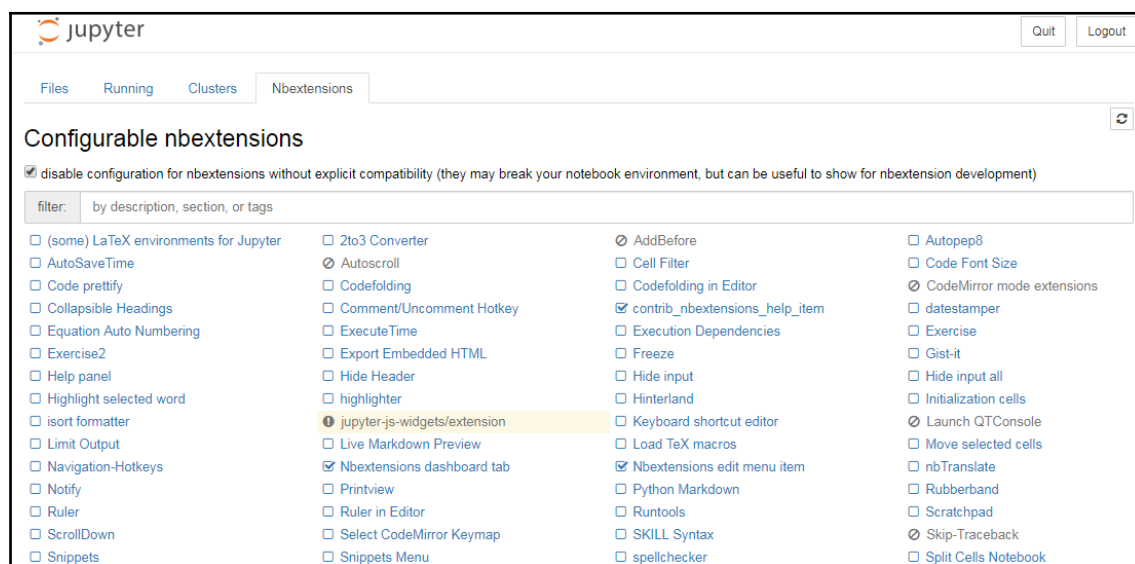 jupyter
Quit Logout
Files Running Clusters Nbextensions
Configurable nbextensions
disable configuration for nbextensions without explicit compatibility (they may break your notebook environment, but can be useful to show for nbextension development)
filter: by description, section, or tags
(some) LaTeX environments for Jupyter 2to3 Converter AddBefore Autopep8
AutoSaveTime Autoscroll Cell Filter Code Font Size
Code prettify Codefolding Codefolding in Editor CodeMirror mode extensions
Collapsible Headings Comment/Uncomment Hotkey contrib_nbextensions_help_item datestamper
Equation Auto Numbering ExecuteTime Execution Dependencies Exercise
Exercise2 Export Embedded HTML Freeze Gist-it
Help panel Hide Header Hide input Hide input all
Highlight selected word highlighter Hinterland Initialization cells
isort formatter jupyter-js-widgets/extension Keyboard shortcut editor Launch QTConsole
Limit Output Live Markdown Preview Load TeX macros Move selected cells
Navigation-Hotkeys Nbextensions dashboard tab Nbextensions edit menu item nbTranslate
Notify Printview Python Markdown Rubberband
Ruler Ruler in Editor Runtools Scratchpad
ScrollDown Select CodeMirror Keymap SKILL Syntax Skip-Traceback
Snippets Snippets Menu spellchecker Split Cells Notebook